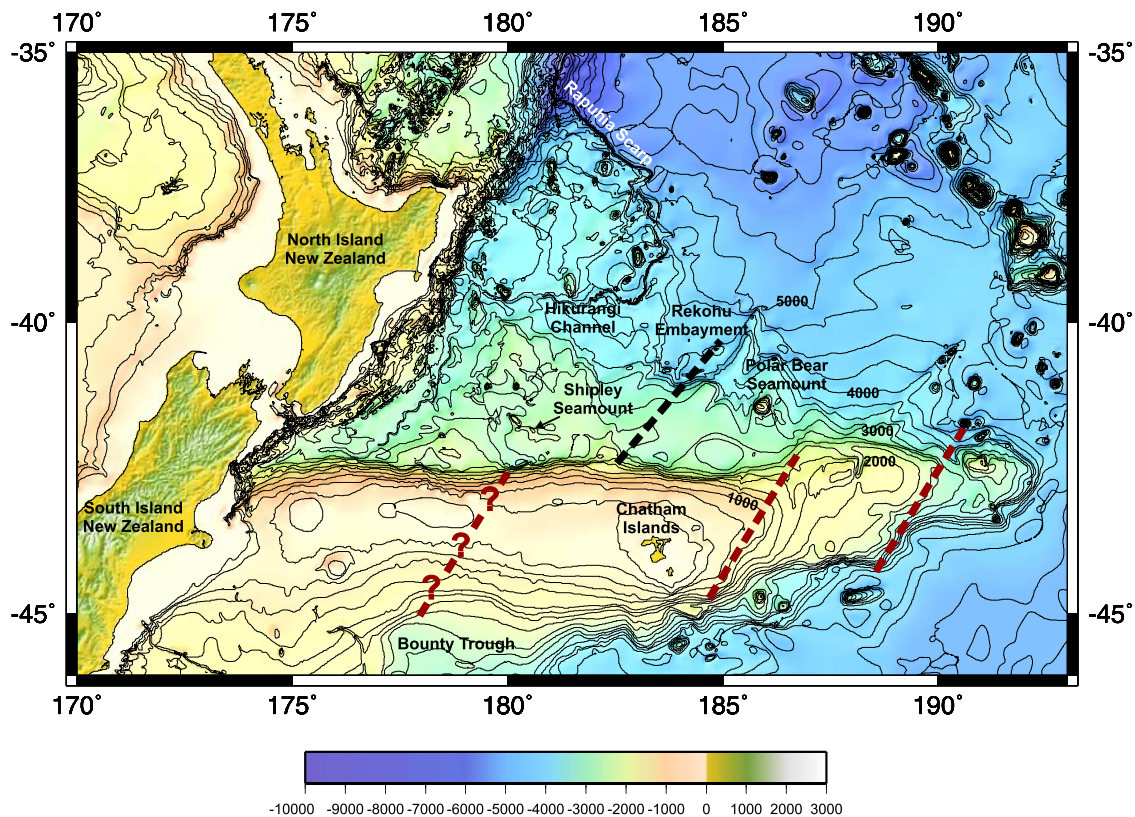 170˚ 175˚ 180˚ 185˚ 190˚
-35˚ -35˚
Rapuhia Scarp
North Island
New Zealand
5000
Hikurangi
Channel
Rekohu
Embayment
-40˚ -40˚
Polar Bear
Seamount
Shipley
Seamount
4000
3000
2000
1000
?
South Island
New Zealand
Chatham
Islands
?
?
-45˚ -45˚
Bounty Trough
170˚ 175˚ 180˚ 185˚ 190˚
-10000 -9000 -8000 -7000 -6000 -5000 -4000 -3000 -2000 -1000 0 1000 2000 3000